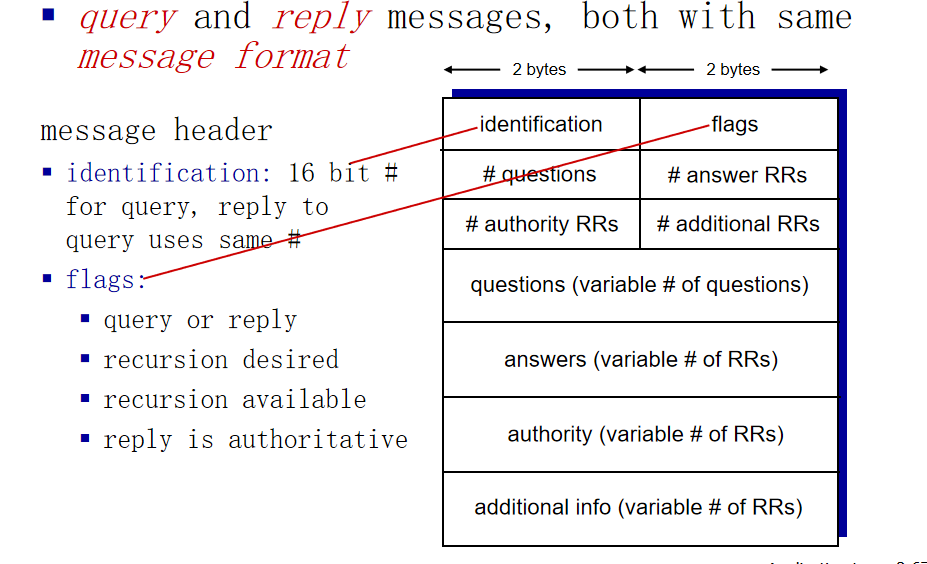 query and reply messages, both with same
message format
2 bytes 2 bytes
message header
identification: 16 bit #
for query, reply to
query uses same #
flags:
query or reply
recursion desired
recursion available
reply is authoritative
identification flags
# questions # answer RRs
# authority RRs # additional RRs
questions (variable # of questions)
answers (variable # of RRs)
authority (variable # of RRs)
additional info (variable # of RRs)